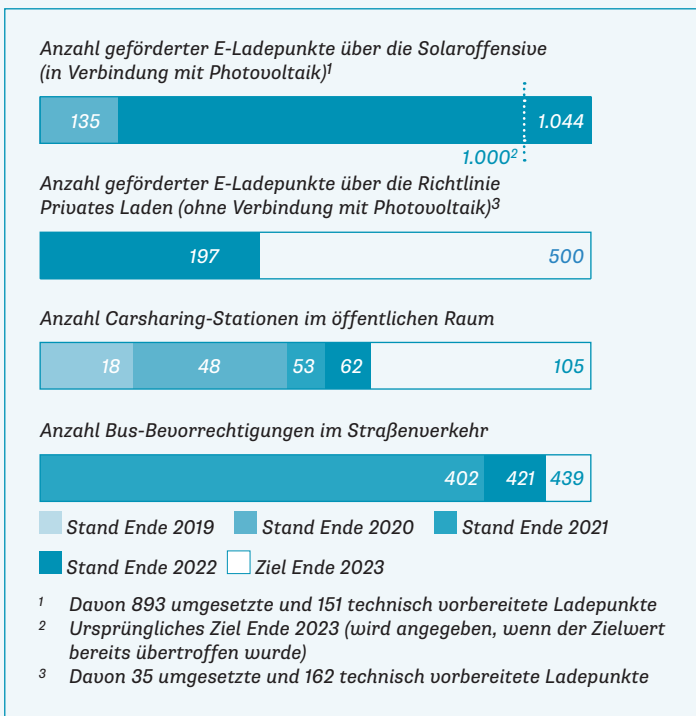 Anzahl geförderter E-Ladepunkte über die Solaroffensive
(in Verbindung mit Photovoltaik)¹
135 1.044
1.000²
Anzahl geförderter E-Ladepunkte über die Richtlinie
Privates Laden (ohne Verbindung mit Photovoltaik)³
197 500
Anzahl Carsharing-Stationen im öffentlichen Raum
18 48 53 62 105
Anzahl Bus-Bevorrechtigungen im Straßenverkehr
402 421 439
Stand Ende 2019 Stand Ende 2020 Stand Ende 2021
Stand Ende 2022 Ziel Ende 2023
¹ Davon 893 umgesetzte und 151 technisch vorbereitete Ladepunkte
² Ursprüngliches Ziel Ende 2023 (wird angegeben, wenn der Zielwert
bereits übertroffen wurde)
³ Davon 35 umgesetzte und 162 technisch vorbereitete Ladepunkte